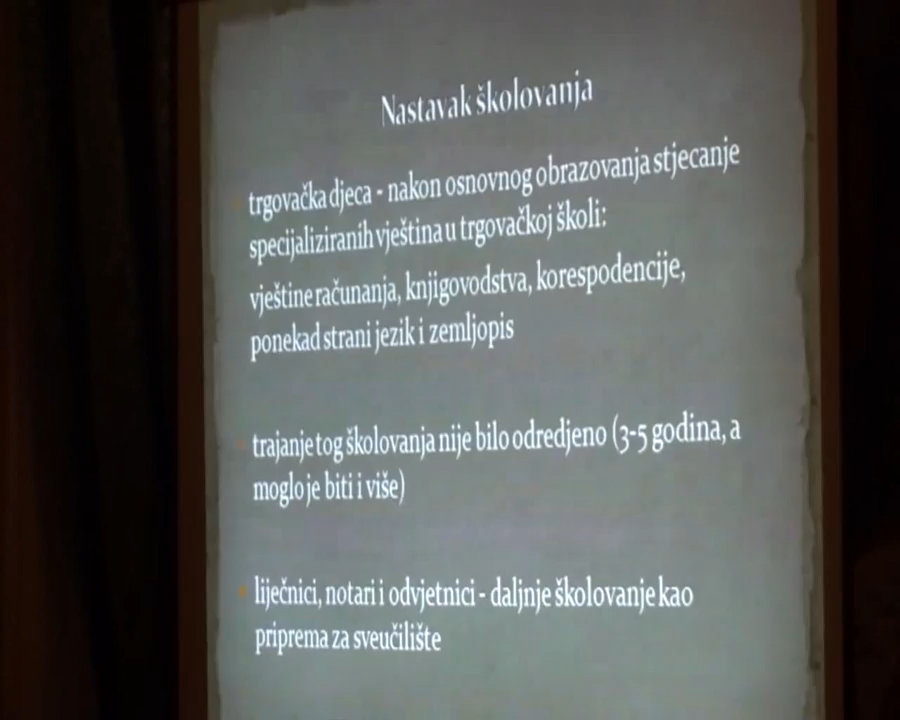 Nastavak školovanja
trgovačka djeca - nakon osnovnog obrazovanja stjecanje
specijaliziranih vještina u trgovačkoj školi:
vještine računanja, knjigovodstva, korespodencije,
ponekad strani jezik i zemljopis
trajanje tog školovanja nije bilo odredjeno (3-5 godina, a
moglo je biti i više)
liječnici, notari i odvjetnici - daljnje školovanje kao
priprema za sveučilište